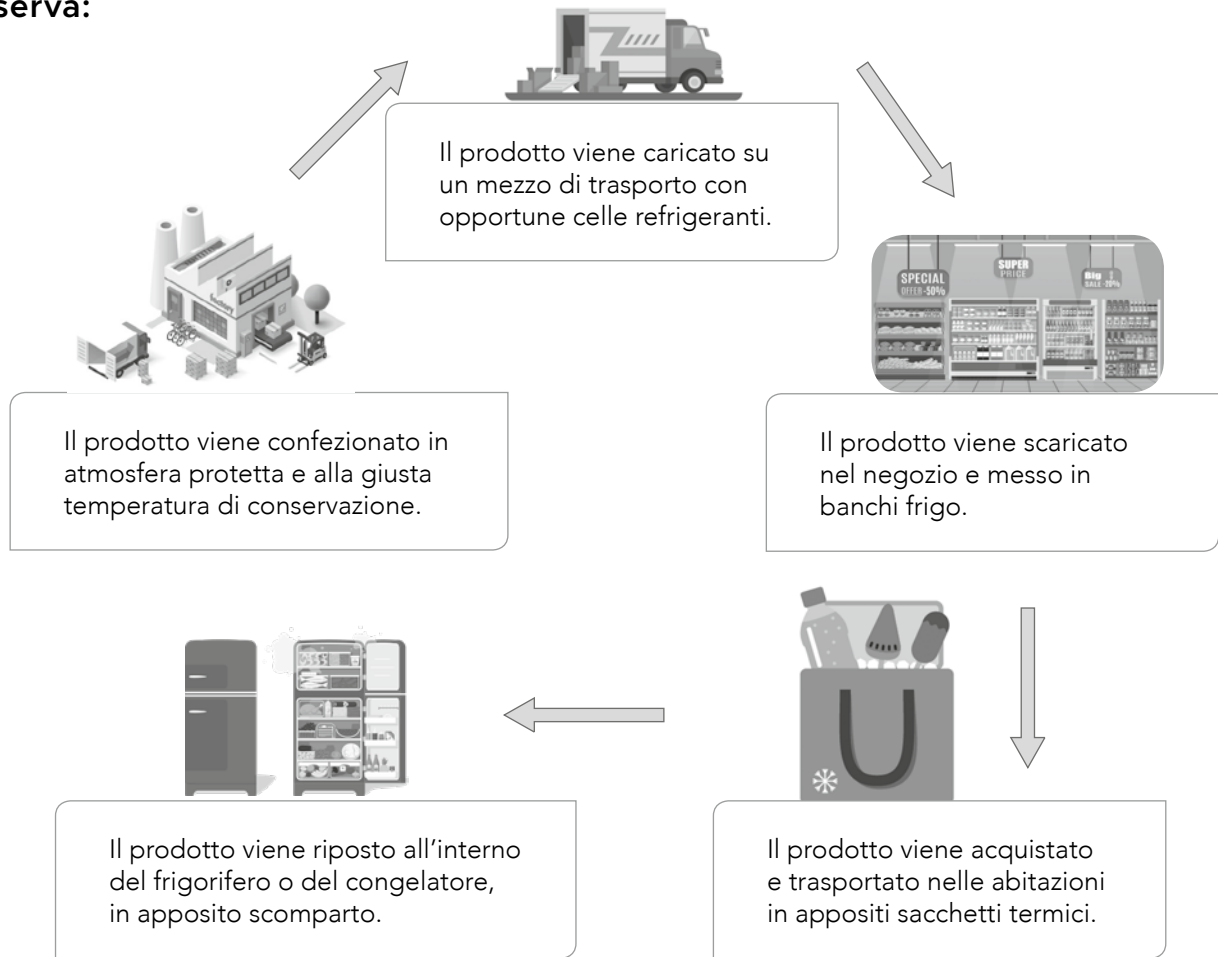 serva:
Il prodotto viene caricato su
un mezzo di trasporto con
opportune celle refrigeranti.
SPECIAL
OFFER-50%
SUPER
PRICE
Big
SALE-20%
Il prodotto viene confezionato in
atmosfera protetta e alla giusta
temperatura di conservazione.
Il prodotto viene scaricato
nel negozio e messo in
banchi frigo.
Il prodotto viene riposto all’interno
del frigorifero o del congelatore,
in apposito scomparto.
Il prodotto viene acquistato
e trasportato nelle abitazioni
in appositi sacchetti termici.